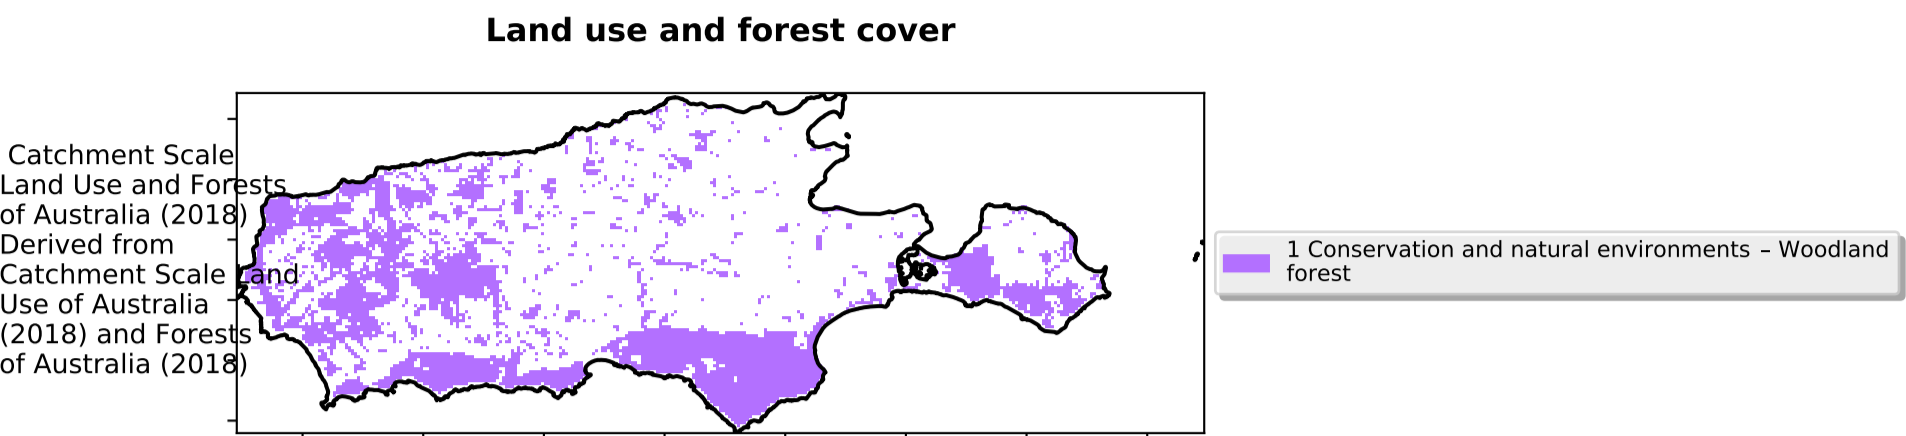 Land use and forest cover
Catchment Scale
Land Use and Forests
of Australia (2018)
Derived from
Catchment Scale Land
Use of Australia
(2018) and Forests
of Australia (2018)
1 Conservation and natural environments – Woodland
forest